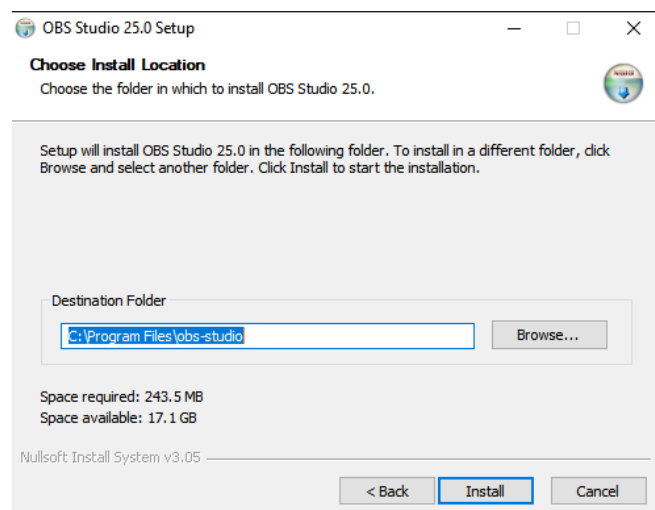 OBS Studio 25.0 Setup
Choose Install Location
Choose the folder in which to install OBS Studio 25.0.
Setup will install OBS Studio 25.0 in the following folder. To install in a different folder, click
Browse and select another folder. Click Install to start the installation.
Destination Folder
C:\Program Files\obs-studio
Browse...
Space required: 243.5 MB
Space available: 17.1 GB
Nullsoft Install System v3.05
< Back
Install
Cancel